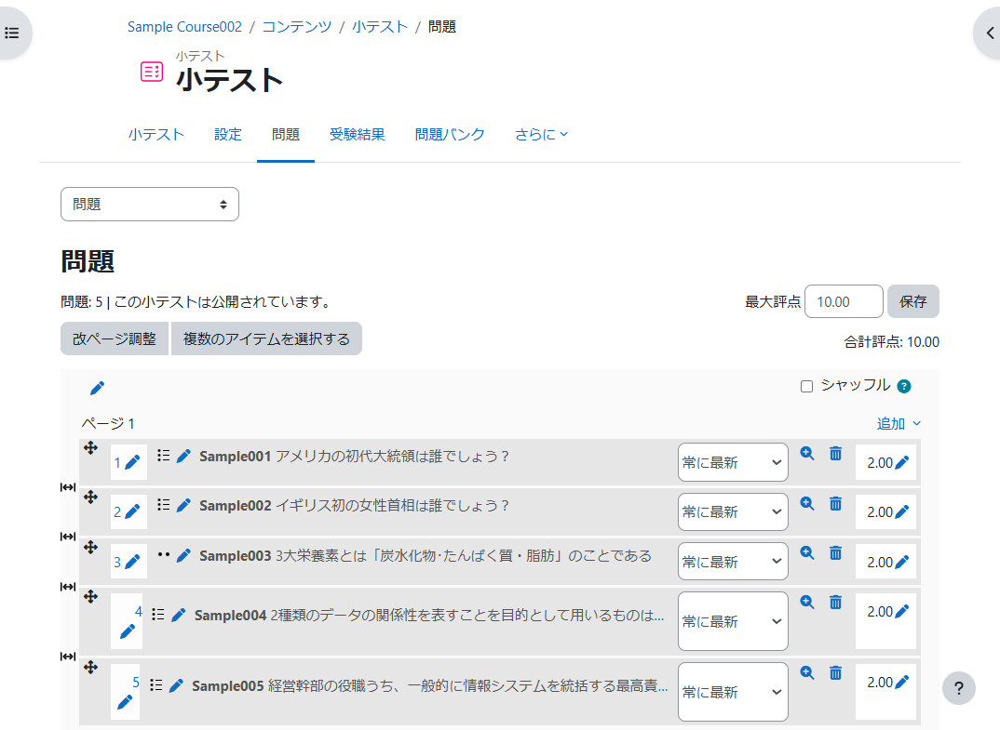 Sample Course002 / コンテンツ / 小テスト / 問題
小テスト
小テスト
小テスト 設定 問題 受験結果 問題バンク さらに
問題
問題
問題: 5 | この小テストは公開されています。 最大評点 10.00 保存
改ページ調整 複数のアイテムを選択する 合計評点: 10.00
シャッフル ?
ページ 1 追加
1 Sample001 アメリカの初代大統領は誰でしょう？ 常に最新 2.00
2 Sample002 イギリス初の女性首相は誰でしょう？ 常に最新 2.00
3 Sample003 3大栄養素とは「炭水化物･たんぱく質・脂肪」のことである 常に最新 2.00
4 Sample004 2種類のデータの関係性を表すことを目的として用いるものは... 常に最新 2.00
5 Sample005 経営幹部の役職うち、一般的に情報システムを統括する最高責... 常に最新 2.00
?